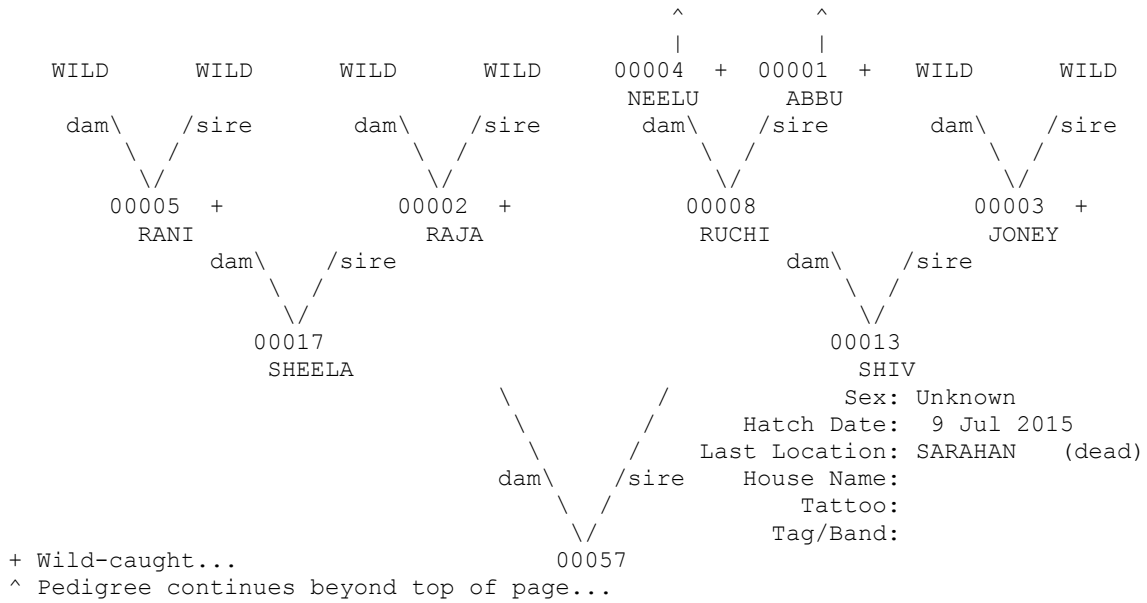 ^ ^
| |
WILD WILD WILD WILD 00004 + 00001 + WILD WILD
NEELU ABBU
dam\ /sire dam\ /sire dam\ /sire dam\ /sire
\ / \ / \ / \ /
\/ \/ \/ \/
00005 + 00002 + 00008 00003 +
RANI RAJA RUCHI JONEY
dam\ /sire dam\ /sire
\ / \ /
\/ \/
00017 00013
SHEELA SHIV
\ / Sex: Unknown
\ / Hatch Date: 9 Jul 2015
\ / Last Location: SARAHAN (dead)
dam\ /sire House Name:
\ / Tattoo:
\/ Tag/Band:
+ Wild-caught... 00057
^ Pedigree continues beyond top of page...